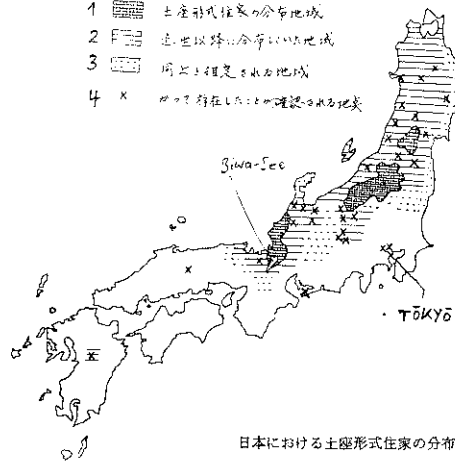 1 土座形式住家の分布地域
2 近世以降に分布していた地域
3 同上と推定される地域
4 × かつて存在したことが確認される地点
Biwa-See
TŌKYŌ
日本における土座形式住家の分布